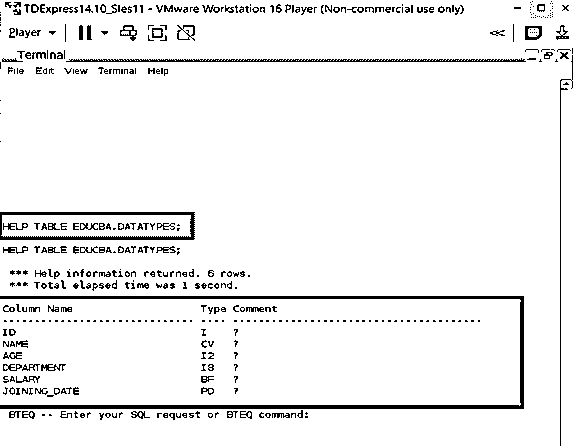 TDExpress14.10_Sles11 - VMware Workstation 16 Player (Non-commercial use only)
Player
Terminal
File Edit View Terminal Help
HELP TABLE EDUCBA.DATATYPES;
HELP TABLE EDUCBA.DATATYPES;
*** Help information returned. 6 rows.
*** Total elapsed time was 1 second.
Column Name Type Comment
------------------------------ ---- -------------------------------------
ID I ?
NAME CV ?
AGE I2 ?
DEPARTMENT I8 ?
SALARY BF ?
JOINING_DATE PD ?
BTEQ -- Enter your SQL request or BTEQ command: